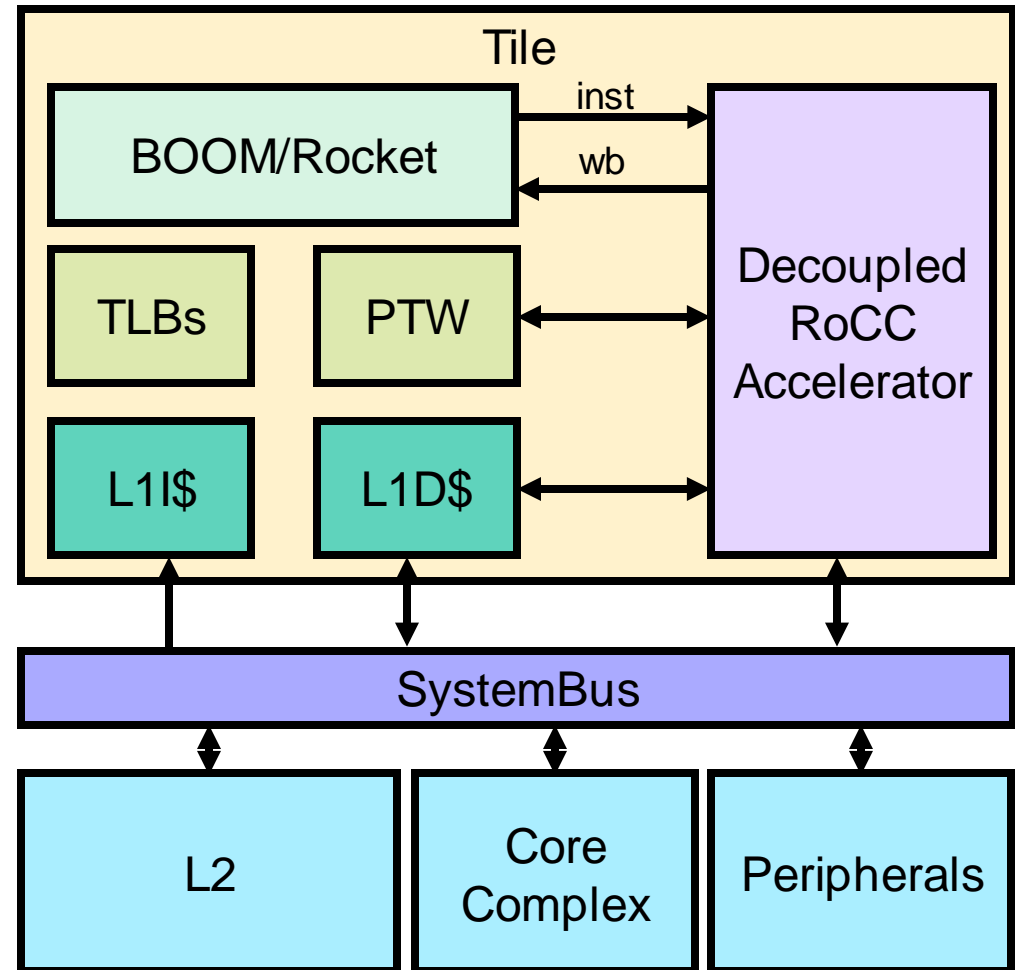 Tile
inst
BOOM/Rocket
wb
TLBs
PTW
Decoupled
RoCC
Accelerator
L1I$
L1D$
SystemBus
L2
Core
Complex
Peripherals